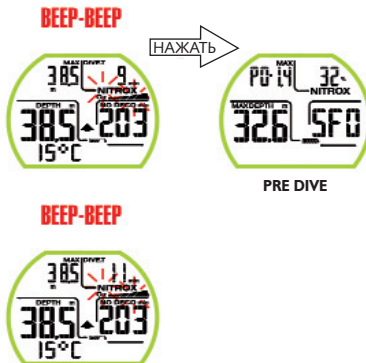 BEEP-BEEP
НАЖАТЬ
MAX DIVE.T
38.5 9
m
NITROX
DEPTH m NO DECO
38.5 203
15°C
MAX
PO-1.4 32%
NITROX
MAXDEPTH m
32.6 SF0
PRE DIVE
BEEP-BEEP
MAX DIVE.T
38.5 11
m
NITROX
DEPTH m NO DECO
38.5 203
15°C